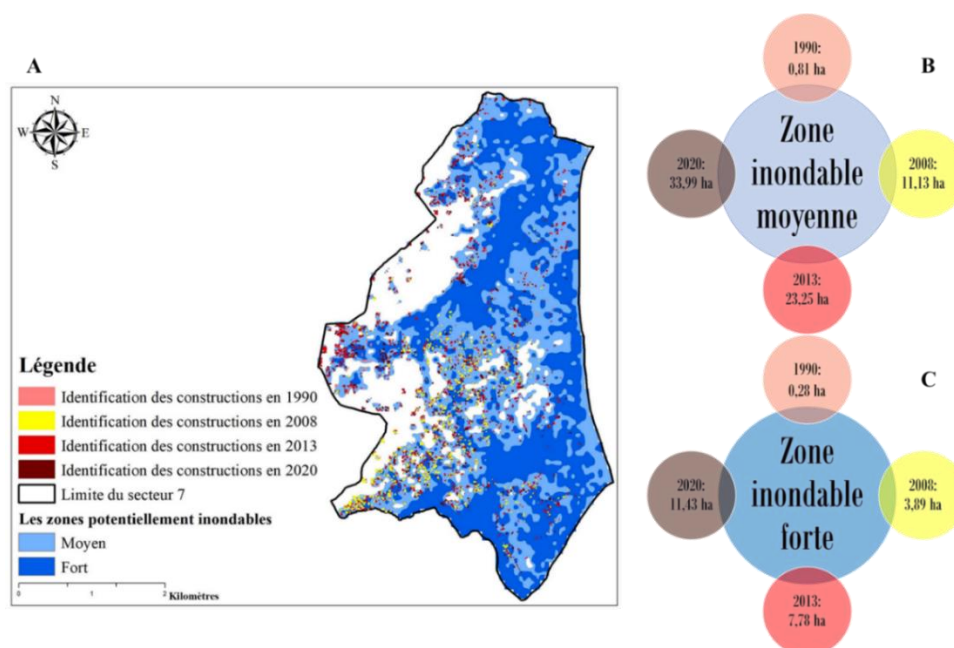 A
N
W
E
S
Légende
Identification des constructions en 1990
Identification des constructions en 2008
Identification des constructions en 2013
Identification des constructions en 2020
Limite du secteur 7
Les zones potentiellement inondables
Moyen
Fort
0
1
2
Kilomètres
B
1990:
0,81 ha
Zone
inondable
moyenne
2020:
33,99 ha
2008:
11,13 ha
2013:
23,25 ha
C
1990:
0,28 ha
Zone
inondable
forte
2020:
11,43 ha
2008:
3,89 ha
2013:
7,78 ha